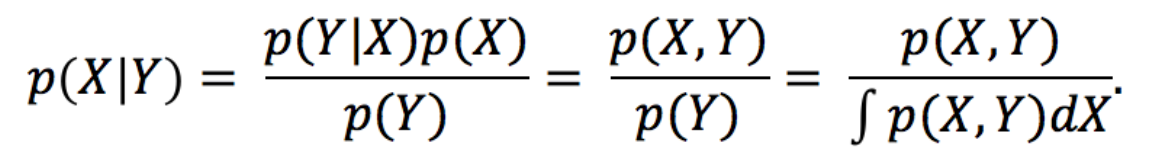 p(X|Y) = p(Y|X)p(X) / p(Y) = p(X, Y) / p(Y) = p(X, Y) / ∫ p(X, Y)dX.